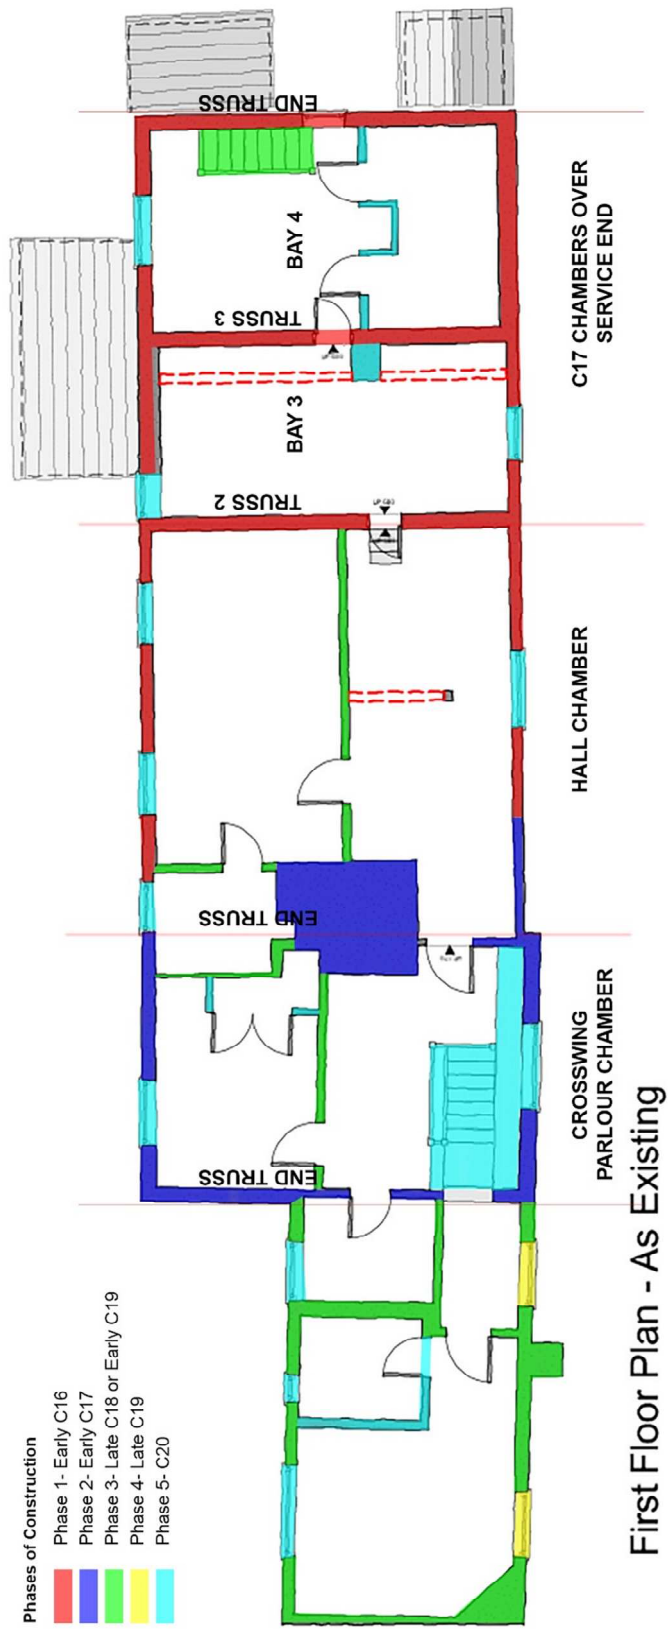 Phases of Construction
Phase 1- Early C16
Phase 2- Early C17
Phase 3- Late C18 or Early C19
Phase 4- Late C19
Phase 5- C20
END TRUSS
END TRUSS
TRUSS 2
BAY 3
TRUSS 3
BAY 4
END TRUSS
CROSSWING
PARLOUR CHAMBER
HALL CHAMBER
C17 CHAMBERS OVER
SERVICE END
First Floor Plan - As Existing